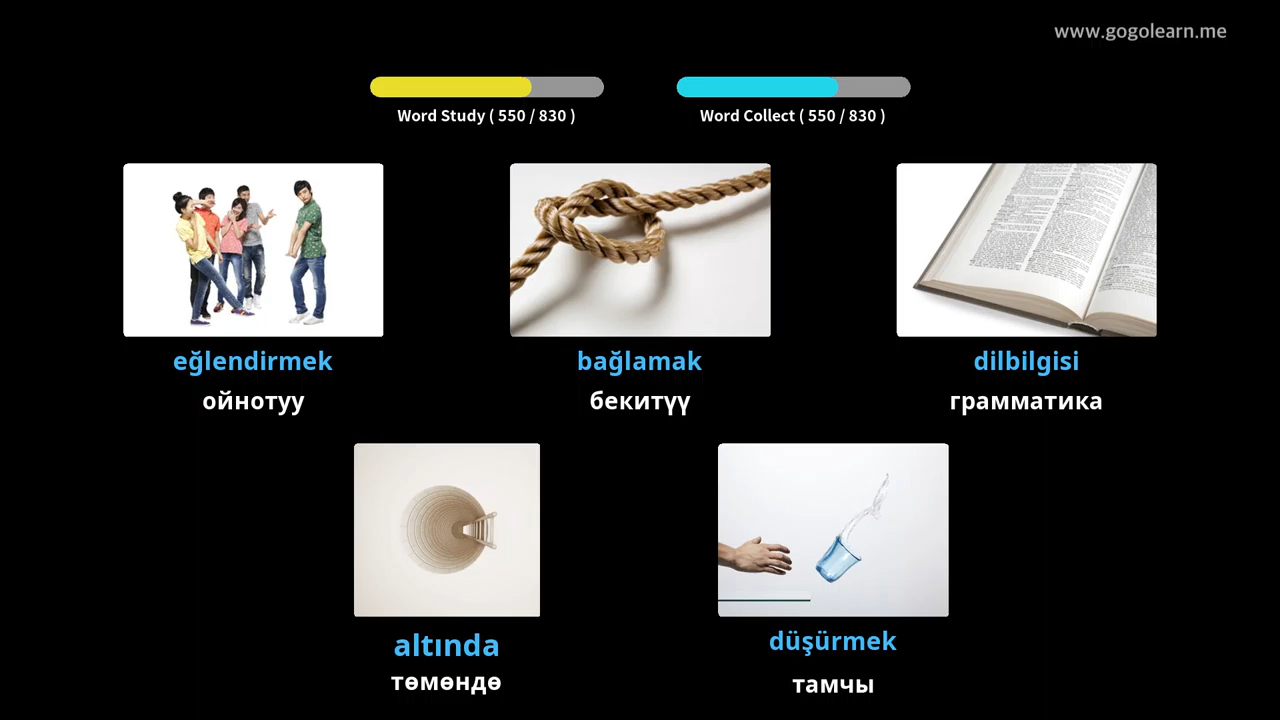 www.gogolearn.me
Word Study ( 550 / 830 )
Word Collect ( 550 / 830 )
eğlendirmek
ойнотуу
bağlamak
бекитүү
dilbilgisi
грамматика
altında
төмөндө
düşürmek
тамчы